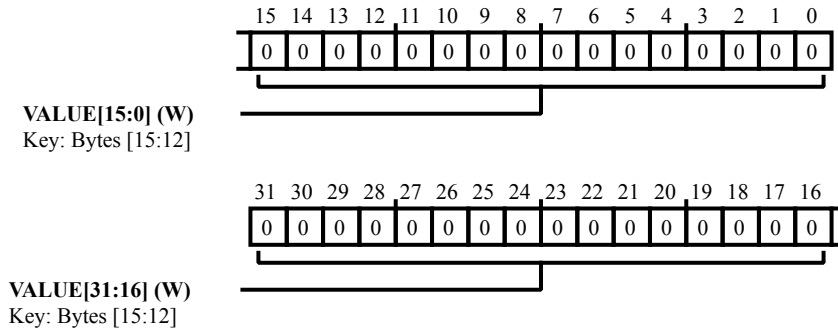 15 14 13 12 11 10 9 8 7 6 5 4 3 2 1 0
0 0 0 0 0 0 0 0 0 0 0 0 0 0 0 0
VALUE[15:0] (W)
Key: Bytes [15:12]
31 30 29 28 27 26 25 24 23 22 21 20 19 18 17 16
0 0 0 0 0 0 0 0 0 0 0 0 0 0 0 0
VALUE[31:16] (W)
Key: Bytes [15:12]